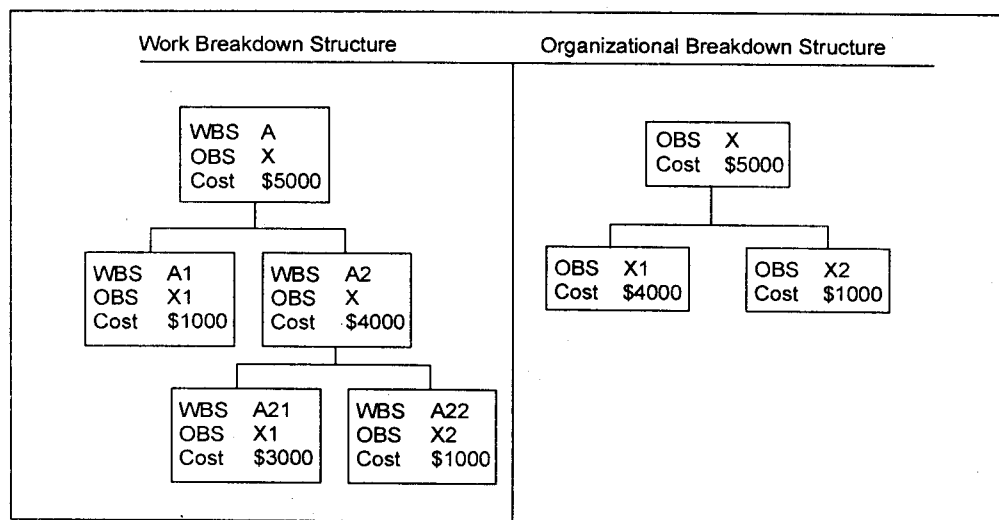 Work Breakdown Structure
Organizational Breakdown Structure
WBS A
OBS X
Cost $5000
WBS A1
OBS X1
Cost $1000
WBS A2
OBS X
Cost $4000
WBS A21
OBS X1
Cost $3000
WBS A22
OBS X2
Cost $1000
OBS X
Cost $5000
OBS X1
Cost $4000
OBS X2
Cost $1000